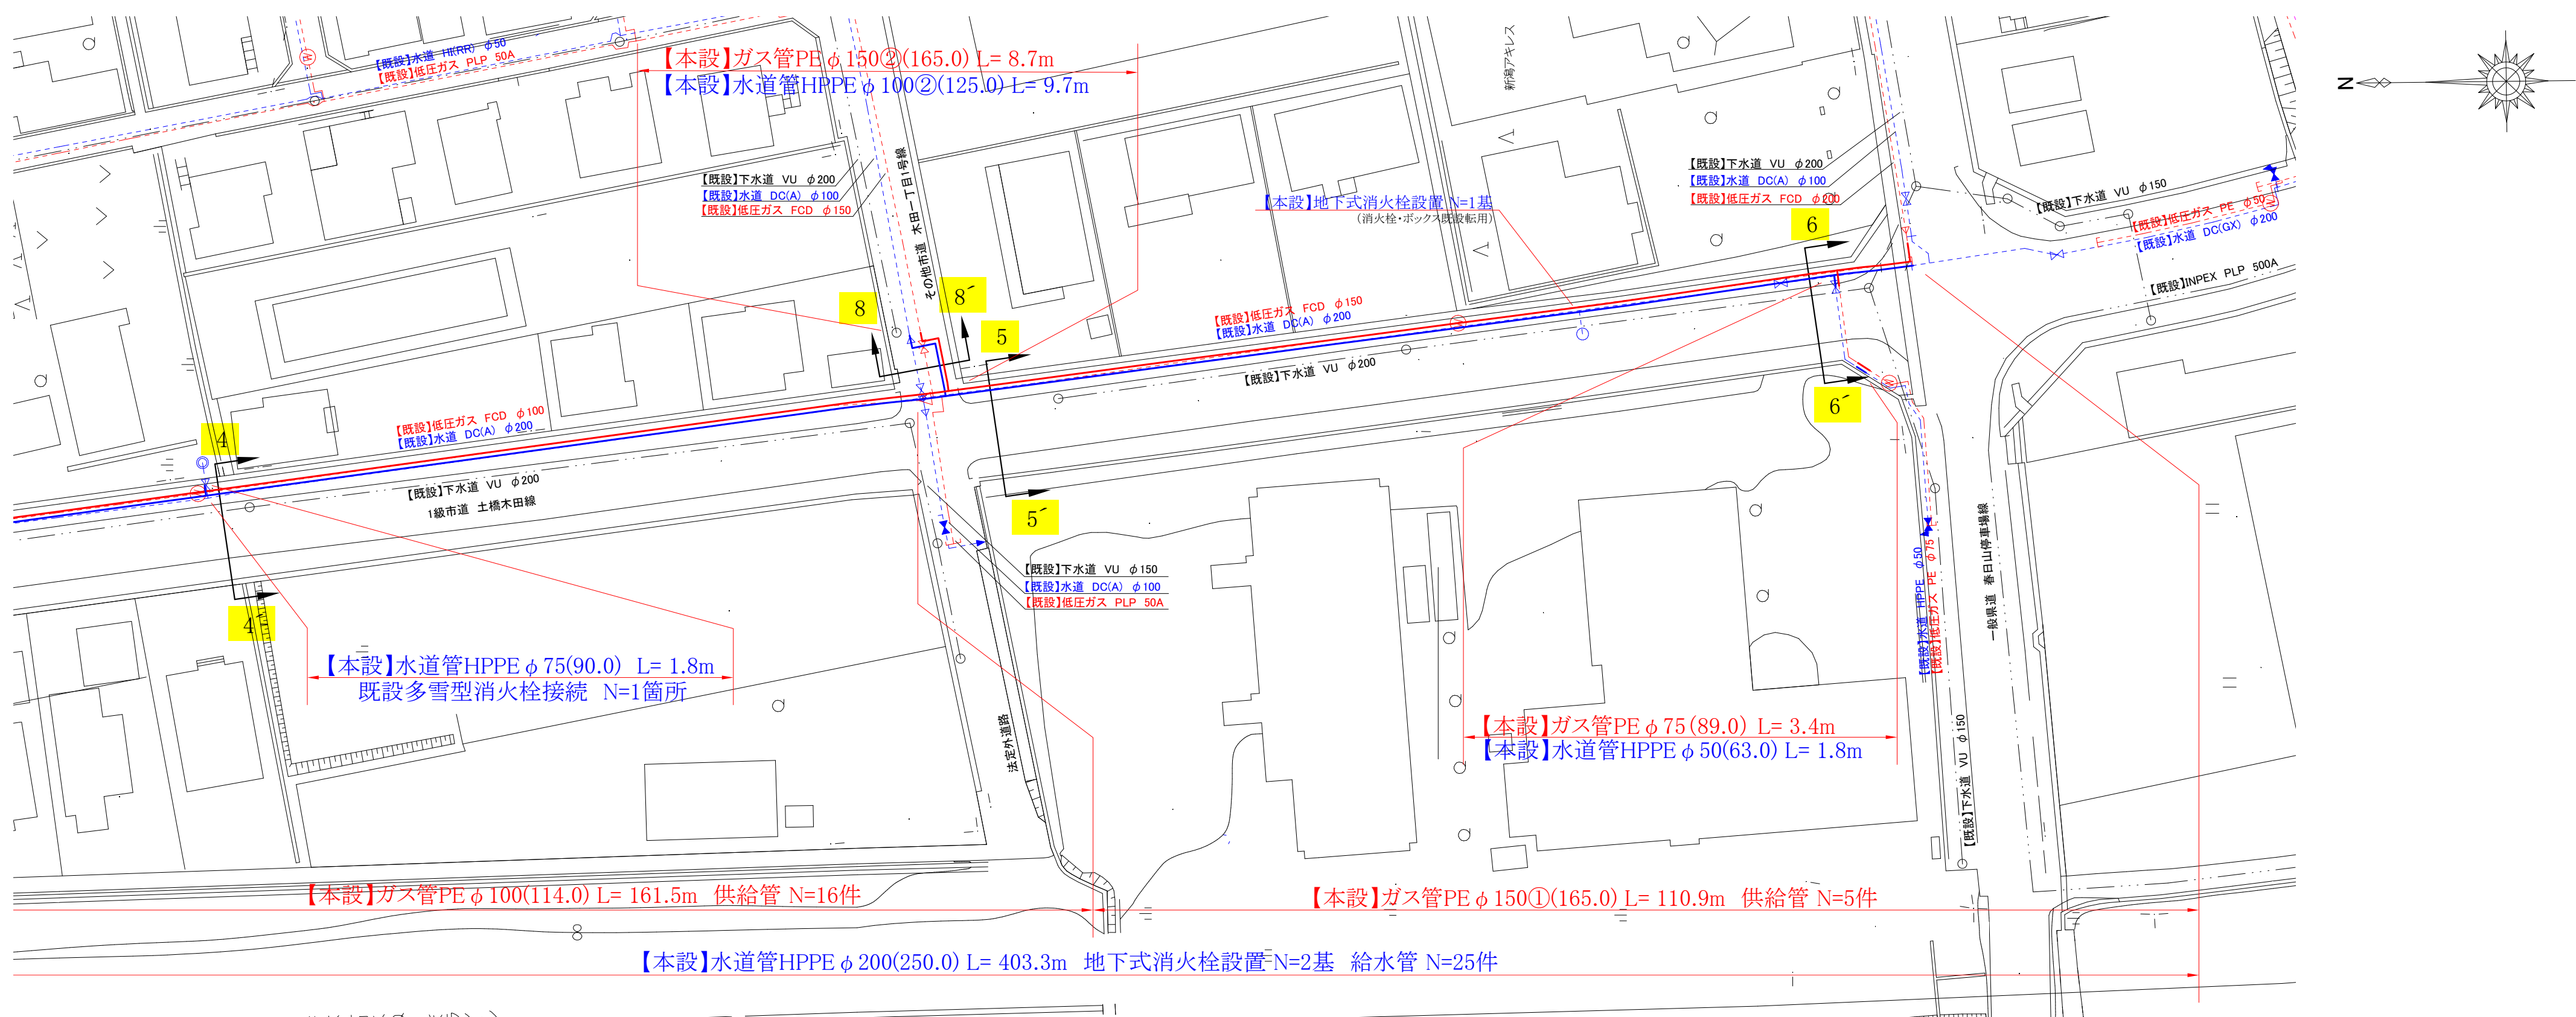 【既設】水道 HI(RR) φ50
【既設】低圧ガス PLP 50A
【本設】ガス管PEφ150②(165.0) L= 8.7m
【本設】水道管HPPEφ100②(125.0) L= 9.7m
新潟アキレス
N
【既設】下水道 VU φ200
【既設】水道 DC(A) φ100
【既設】低圧ガス FCD φ150
その他市道 木田一丁目1号線
【本設】地下式消火栓設置 N=1基
(消火栓・ボックス既設転用)
【既設】下水道 VU φ200
【既設】水道 DC(A) φ100
【既設】低圧ガス FCD φ200
【既設】下水道 VU φ150
【既設】低圧ガス PE φ50
【既設】水道 DC(GX) φ200
【既設】INPEX PLP 500A
6
8
8´
5
【既設】低圧ガス FCD φ150
【既設】水道 DC(A) φ200
【既設】下水道 VU φ200
6´
4
【既設】低圧ガス FCD φ100
【既設】水道 DC(A) φ200
【既設】下水道 VU φ200
1級市道 土橋木田線
5´
4´
【既設】下水道 VU φ150
【既設】水道 DC(A) φ100
【既設】低圧ガス PLP 50A
【既設】水道 HPPE φ50
【既設】低圧ガス PE φ75
一般県道 春日山停車場線
【既設】下水道 VU φ150
【本設】水道管HPPEφ75(90.0) L= 1.8m
既設多雪型消火栓接続 N=1箇所
法定外道路
【本設】ガス管PEφ75(89.0) L= 3.4m
【本設】水道管HPPEφ50(63.0) L= 1.8m
【本設】ガス管PEφ100(114.0) L= 161.5m 供給管 N=16件
【本設】ガス管PEφ150①(165.0) L= 110.9m 供給管 N=5件
【本設】水道管HPPEφ200(250.0) L= 403.3m 地下式消火栓設置 N=2基 給水管 N=25件